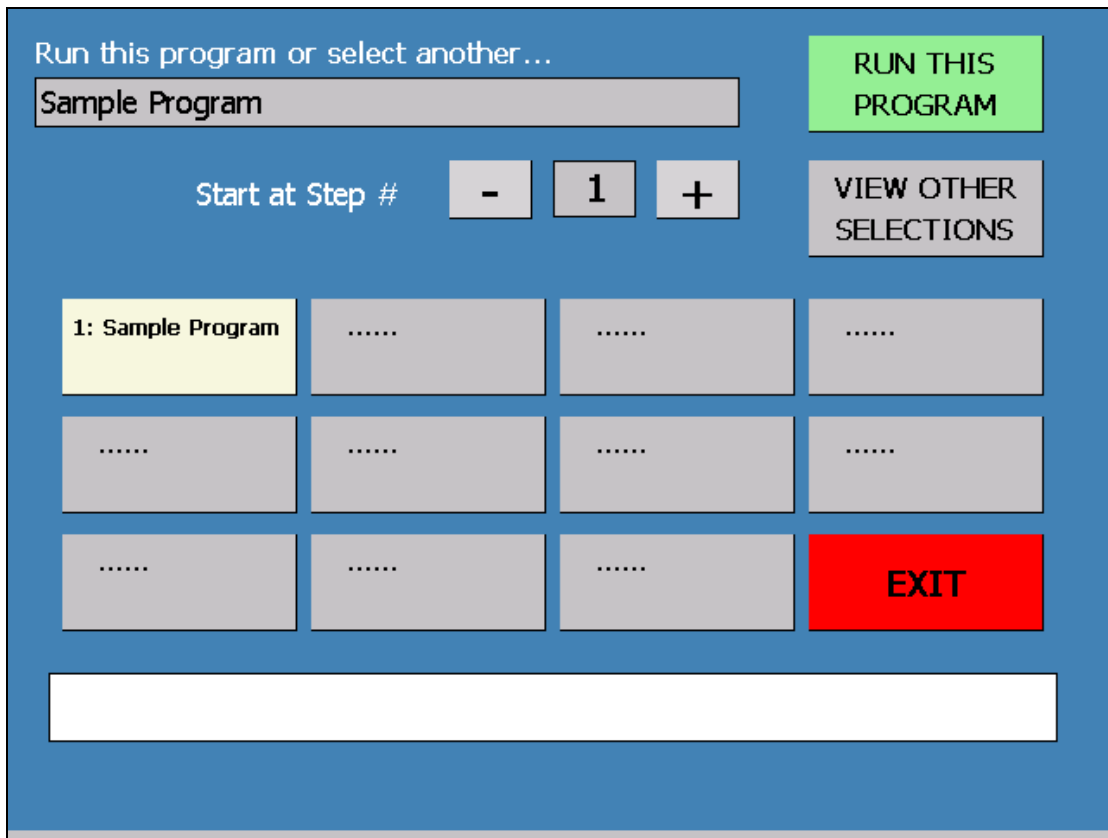 Run this program or select another...
RUN THIS
PROGRAM
Sample Program
Start at Step #
-
1
+
VIEW OTHER
SELECTIONS
1: Sample Program
......
......
......
......
......
......
......
......
......
......
EXIT